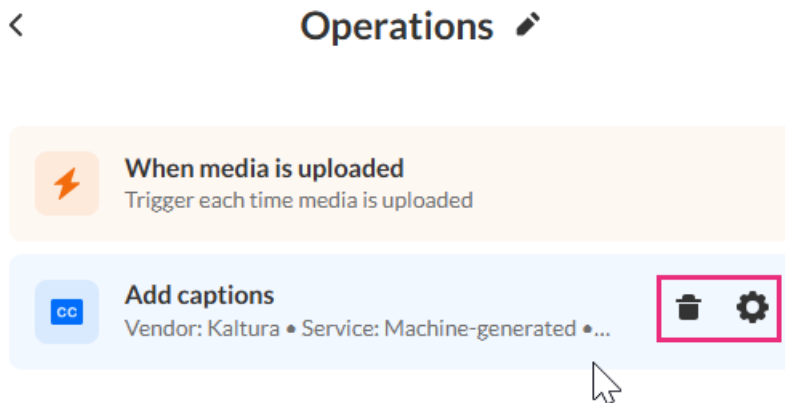 Operations
When media is uploaded
Trigger each time media is uploaded
Add captions
CC
Vendor: Kaltura • Service: Machine-generated •...